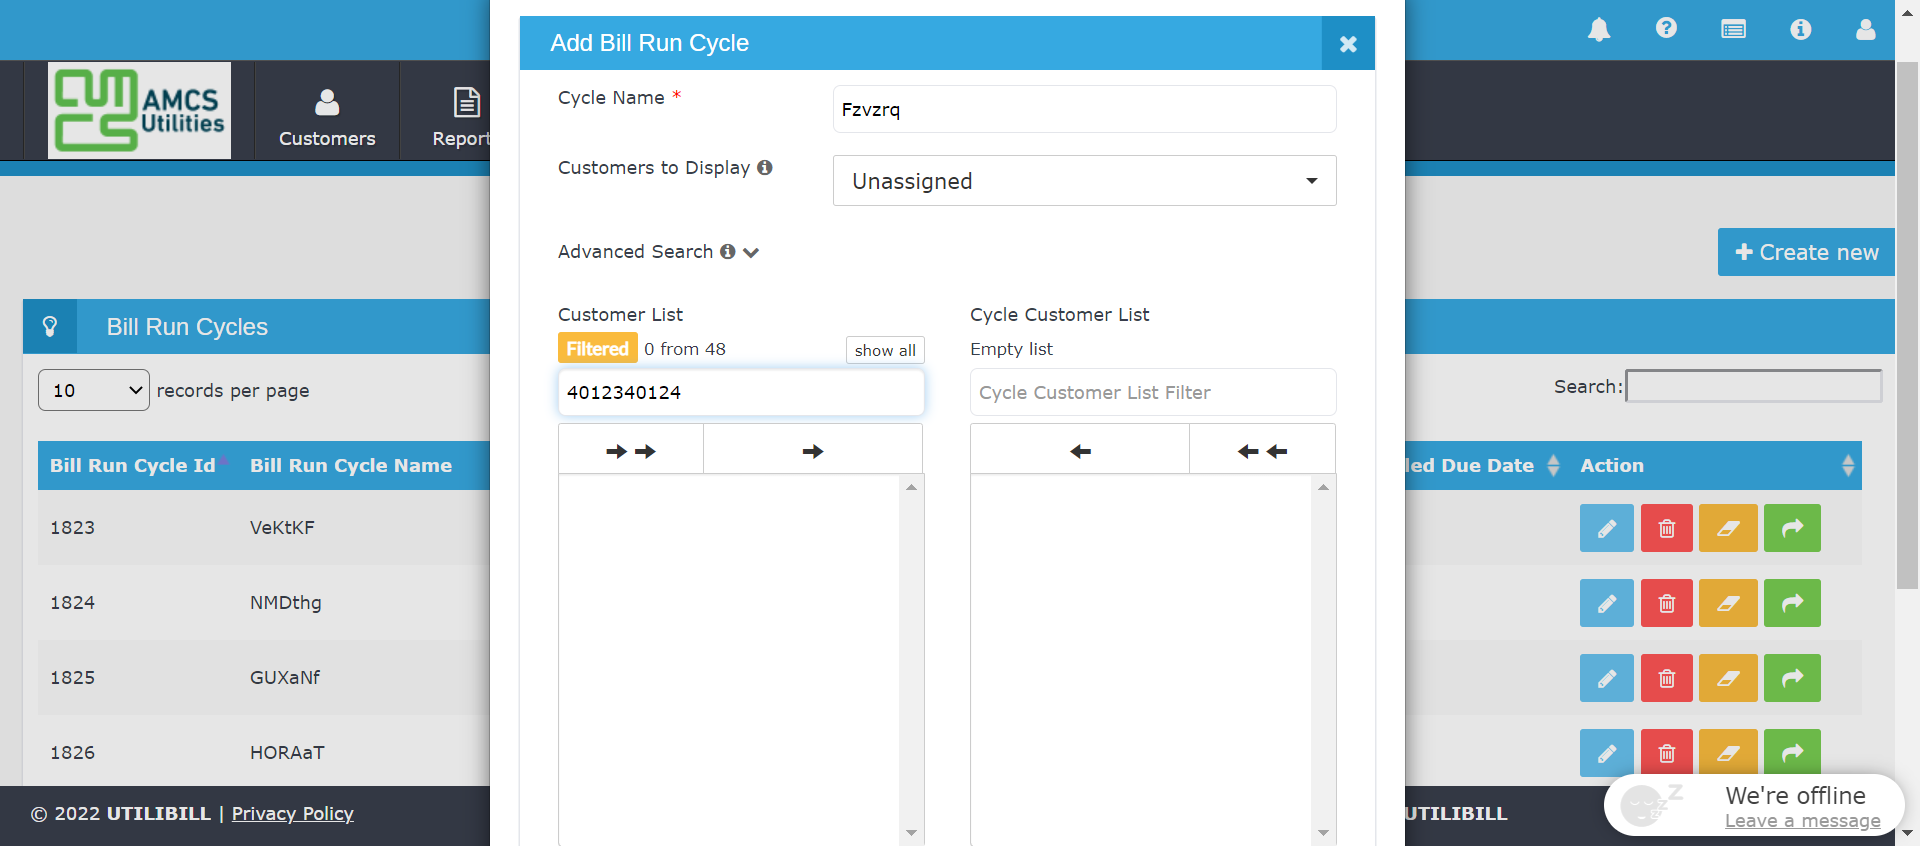 Add Bill Run Cycle
AMCS
Utilities
Customers
Report
Cycle Name *
Fzvzrq
Customers to Display
Unassigned
Advanced Search
Create new
Bill Run Cycles
Customer List
Cycle Customer List
Filtered 0 from 48
show all
Empty list
10 records per page
4012340124
Cycle Customer List Filter
Search:
Bill Run Cycle Id Bill Run Cycle Name
led Due Date Action
1823 VeKtKF
1824 NMDthg
1825 GUXaNf
1826 HORAaT
© 2022 UTILIBILL | Privacy Policy
UTILIBILL
We're offline
Leave a message